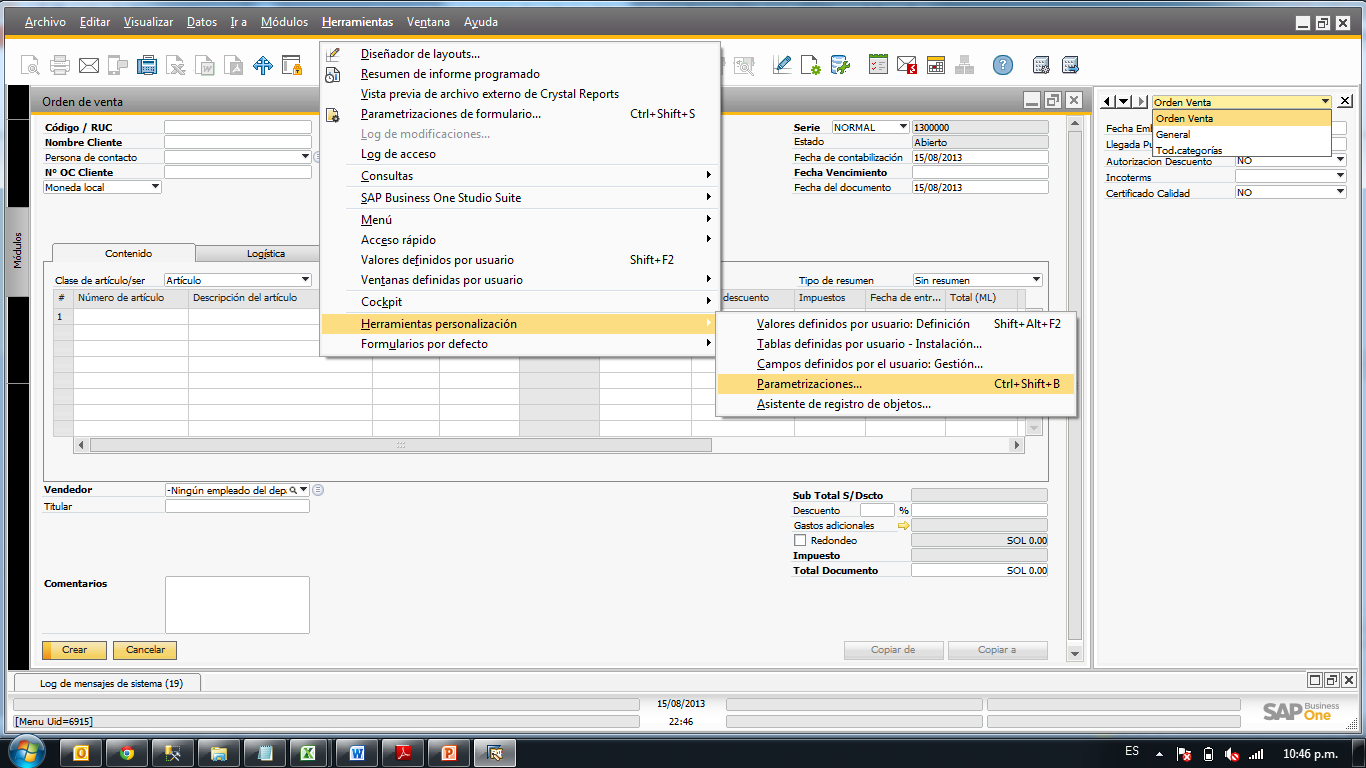 Archivo Editar Visualizar Datos Ir a Módulos Herramientas Ventana Ayuda
Diseñador de layouts...
Resumen de informe programado
Vista previa de archivo externo de Crystal Reports
Parametrizaciones de formulario... Ctrl+Shift+S
Log de modificaciones...
Log de acceso
Consultas
SAP Business One Studio Suite
Menú
Acceso rápido
Valores definidos por usuario Shift+F2
Ventanas definidas por usuario
Cockpit
Herramientas personalización
Formularios por defecto
Valores definidos por usuario: Definición Shift+Alt+F2
Tablas definidas por usuario - Instalación...
Campos definidos por el usuario: Gestión...
Parametrizaciones... Ctrl+Shift+B
Asistente de registro de objetos...
Orden de venta
Código / RUC
Nombre Cliente
Persona de contacto
Nº OC Cliente
Moneda local
Serie NORMAL 1300000
Estado Abierto
Fecha de contabilización 15/08/2013
Fecha Vencimiento
Fecha del documento 15/08/2013
Orden Venta
Orden Venta
General
Tod.categorías
Fecha Em
Llegada Pu
Autorizacion Descuento NO
Incoterms
Certificado Calidad NO
Módulos
Contenido Logística
Clase de artículo/ser Artículo
Tipo de resumen Sin resumen
# Número de artículo Descripción del artículo descuento Impuestos Fecha de entr... Total (ML)
1
Vendedor -Ningún empleado del dep
Titular
Sub Total S/Dscto
Descuento %
Gastos adicionales
Redondeo SOL 0.00
Impuesto
Total Documento SOL 0.00
Comentarios
Crear Cancelar Copiar de Copiar a
Log de mensajes de sistema (19)
15/08/2013
[Menu Uid=6915] 22:46
SAP Business One
ES 10:46 p.m.